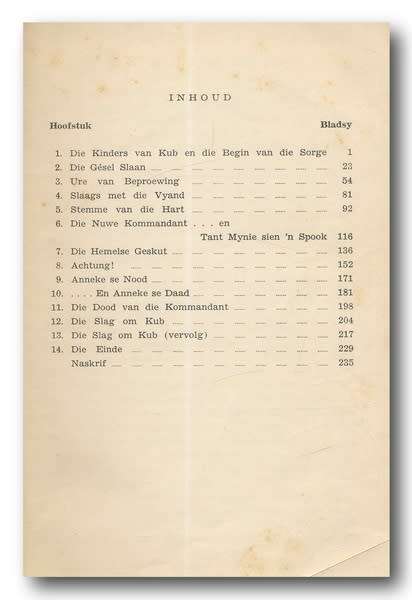 INHOUD
Hoofstuk Bladsy
1. Die Kinders van Kub en die Begin van die Sorge 1
2. Die Gésel Slaan 23
3. Ure van Beproewing 54
4. Slaags met die Vyand 81
5. Stemme van die Hart 92
6. Die Nuwe Kommandant . . . en
Tant Mynie sien 'n Spook 116
7. Die Hemelse Geskut 136
8. Achtung! 152
9. Anneke se Nood 171
10. . . . . En Anneke se Daad 181
11. Die Dood van die Kommandant 198
12. Die Slag om Kub 204
13. Die Slag om Kub (vervolg) 217
14. Die Einde 229
Naskrif 235